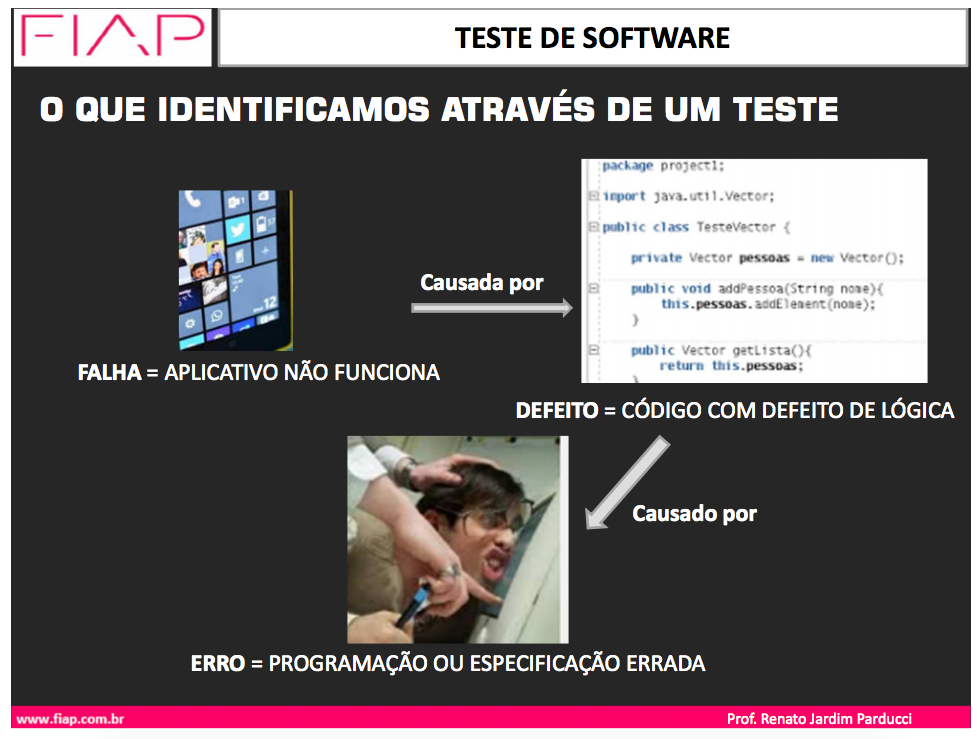 FIAP
TESTE DE SOFTWARE
O QUE IDENTIFICAMOS ATRAVÉS DE UM TESTE
package project1;
import java.util.Vector;
public class TesteVector {
private Vector pessoas = new Vector();
public void addPessoa(String nome){
this.pessoas.addElement(nome);
}
public Vector getLista(){
return this.pessoas;
}
12
Causada por
FALHA = APLICATIVO NÃO FUNCIONA
DEFEITO = CÓDIGO COM DEFEITO DE LÓGICA
Causado por
ERRO = PROGRAMAÇÃO OU ESPECIFICAÇÃO ERRADA
www.fiap.com.br
Prof. Renato Jardim Parducci